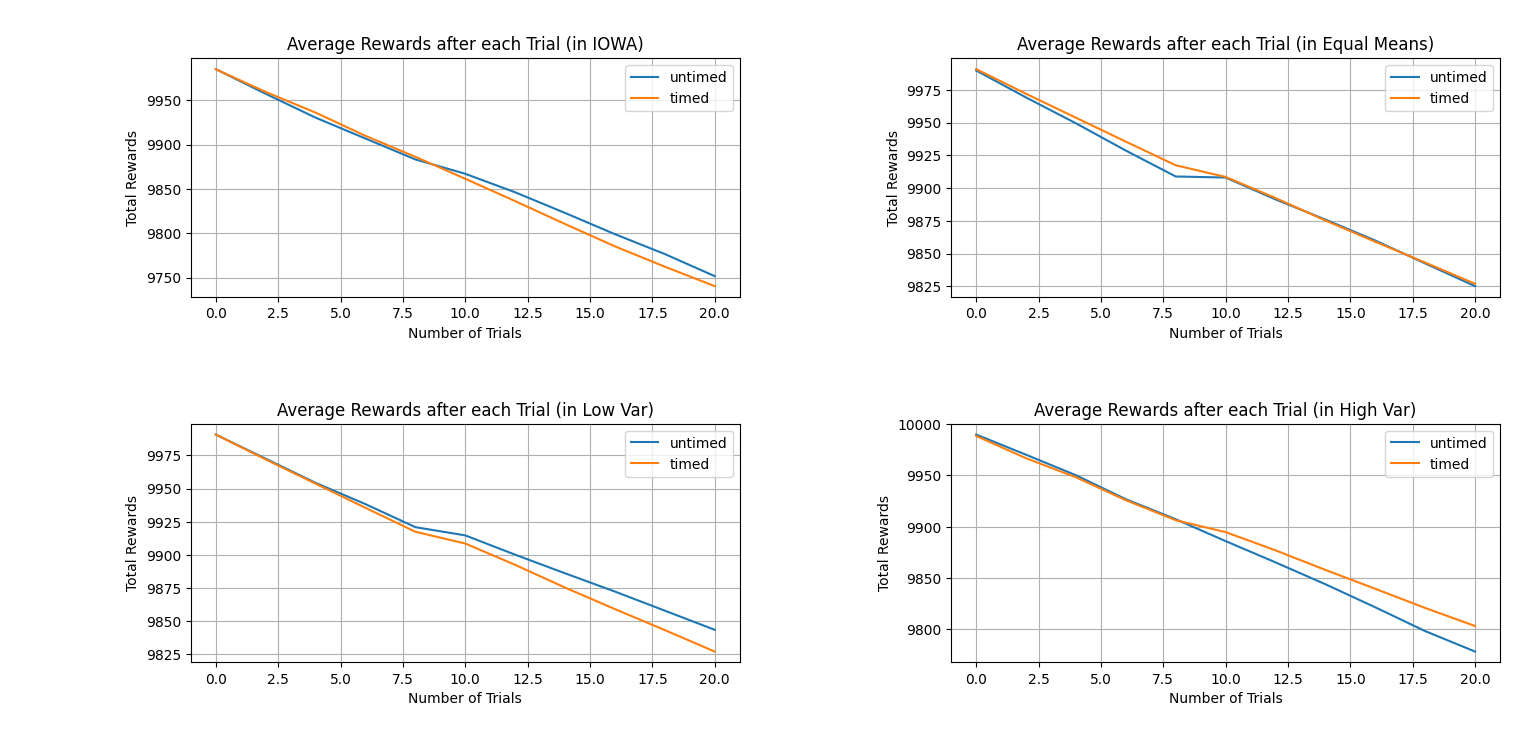 Average Rewards after each Trial (in IOWA)
Total Rewards
9950
9900
9850
9800
9750
untimed
timed
0.0 2.5 5.0 7.5 10.0 12.5 15.0 17.5 20.0
Number of Trials
Average Rewards after each Trial (in Equal Means)
Total Rewards
9975
9950
9925
9900
9875
9850
9825
untimed
timed
0.0 2.5 5.0 7.5 10.0 12.5 15.0 17.5 20.0
Number of Trials
Average Rewards after each Trial (in Low Var)
Total Rewards
9975
9950
9925
9900
9875
9850
9825
untimed
timed
0.0 2.5 5.0 7.5 10.0 12.5 15.0 17.5 20.0
Number of Trials
Average Rewards after each Trial (in High Var)
Total Rewards
10000
9950
9900
9850
9800
untimed
timed
0.0 2.5 5.0 7.5 10.0 12.5 15.0 17.5 20.0
Number of Trials